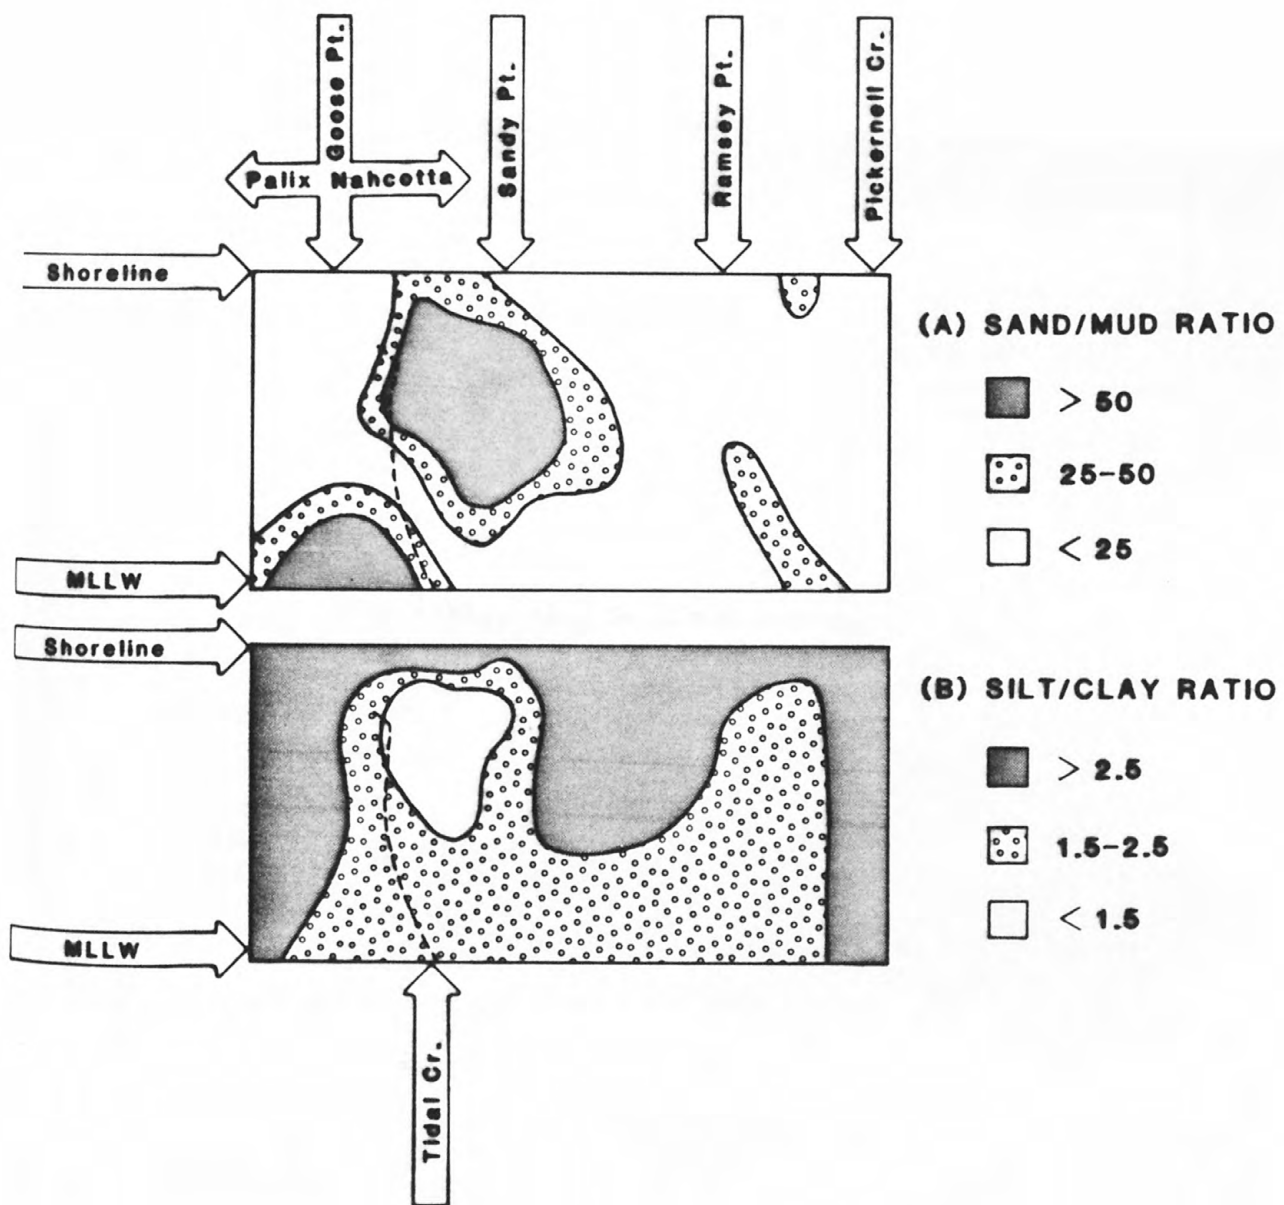 Goose Pt.
Sandy Pt.
Ramsey Pt.
Pickernell Cr.
Palix Nahcotta
Shoreline
(A) SAND/MUD RATIO
> 50
25-50
< 25
MLLW
Shoreline
(B) SILT/CLAY RATIO
> 2.5
1.5-2.5
< 1.5
MLLW
Tidal Cr.